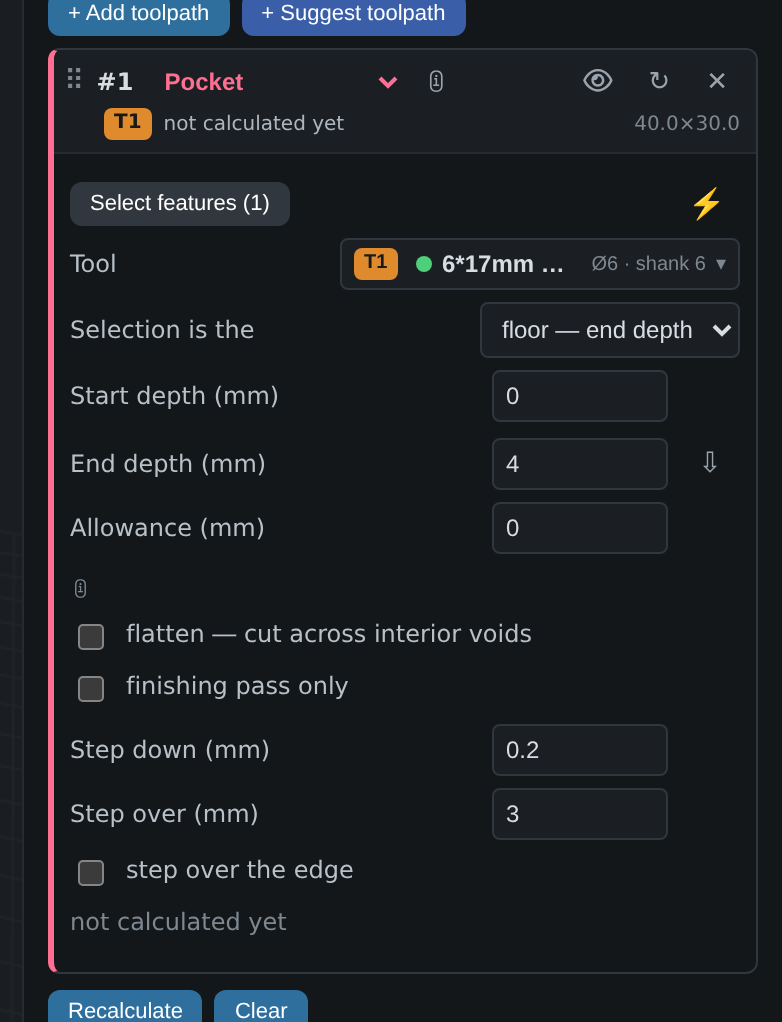 + Add toolpath + Suggest toolpath
#1 Pocket
T1 not calculated yet 40.0×30.0
Select features (1)
Tool T1 6*17mm ... Ø6 · shank 6
Selection is the floor — end depth
Start depth (mm) 0
End depth (mm) 4
Allowance (mm) 0
flatten — cut across interior voids
finishing pass only
Step down (mm) 0.2
Step over (mm) 3
step over the edge
not calculated yet
Recalculate Clear